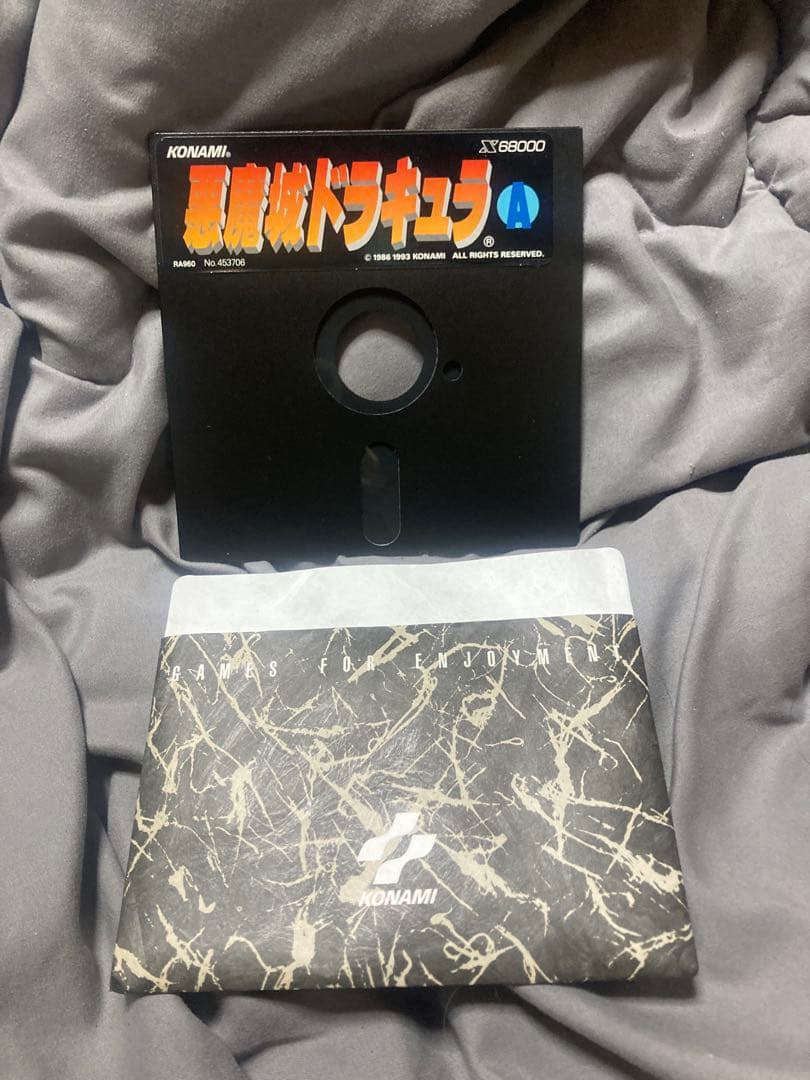 KONAMI®
X68000
悪魔城ドラキュラ®
A
RA960 No.453706
© 1986 1993 KONAMI ALL RIGHTS RESERVED.
GAMES FOR ENJOYMENT
KONAMI